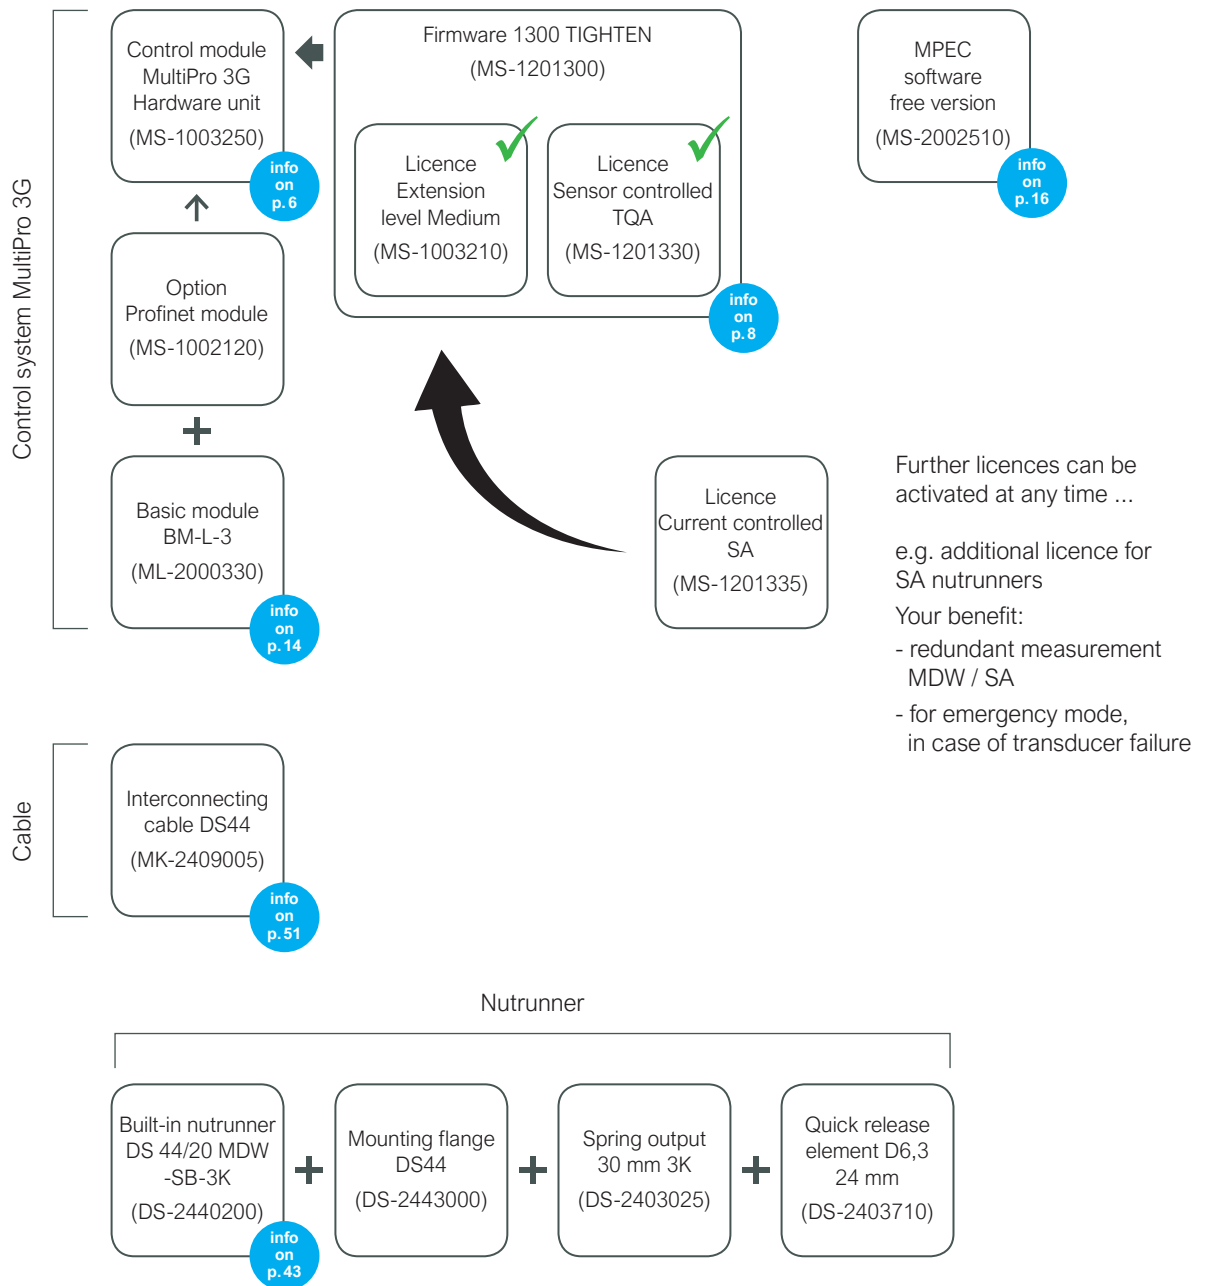 Control system MultiPro 3G
Control module
MultiPro 3G
Hardware unit
(MS-1003250)
info
on
p. 6
Firmware 1300 TIGHTEN
(MS-1201300)
Licence
Extension
level Medium
(MS-1003210)
Licence
Sensor controlled
TQA
(MS-1201330)
info
on
p. 8
MPEC
software
free version
(MS-2002510)
info
on
p. 16
Option
Profinet module
(MS-1002120)
Basic module
BM-L-3
(ML-2000330)
info
on
p. 14
Licence
Current controlled
SA
(MS-1201335)
Further licences can be
activated at any time ...
e.g. additional licence for
SA nutrunners
Your benefit:
- redundant measurement
MDW / SA
- for emergency mode,
in case of transducer failure
Cable
Interconnecting
cable DS44
(MK-2409005)
info
on
p. 51
Nutrunner
Built-in nutrunner
DS 44/20 MDW
-SB-3K
(DS-2440200)
info
on
p. 43
Mounting flange
DS44
(DS-2443000)
Spring output
30 mm 3K
(DS-2403025)
Quick release
element D6,3
24 mm
(DS-2403710)